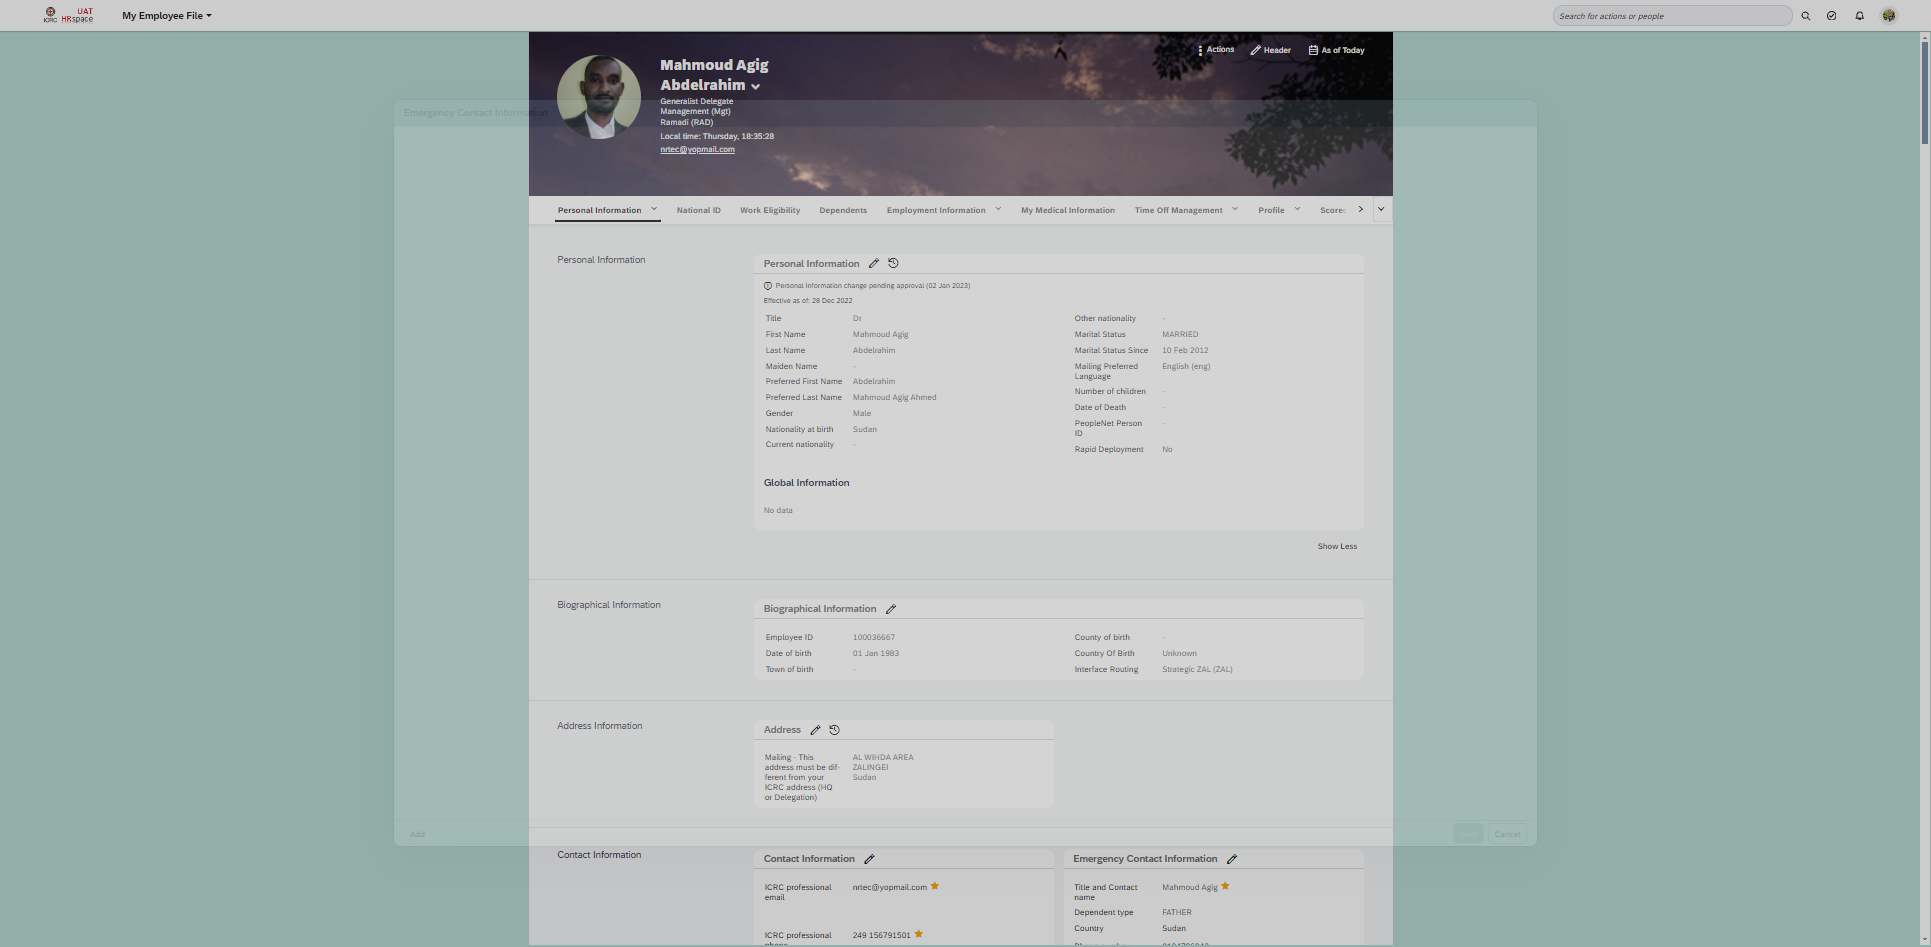 ICRC
UAT
HRspace
My Employee File
Search for actions or people
Actions
Header
As of Today
Mahmoud Agig
Abdelrahim
Generalist Delegate
Management (Mgt)
Ramadi (RAD)
Local time: Thursday, 18:35:28
nrtec@yopmail.com
Emergency Contact Information
Personal Information
National ID
Work Eligibility
Dependents
Employment Information
My Medical Information
Time Off Management
Profile
Score
Personal Information
Personal Information
Personal Information change pending approval (02 Jan 2023)
Effective as of: 28 Dec 2022
Title Dr
First Name Mahmoud Agig
Last Name Abdelrahim
Maiden Name -
Preferred First Name Abdelrahim
Preferred Last Name Mahmoud Agig Ahmed
Gender Male
Nationality at birth Sudan
Current nationality -
Other nationality -
Marital Status MARRIED
Marital Status Since 10 Feb 2012
Mailing Preferred English (eng)
Language
Number of children -
Date of Death -
PeopleNet Person -
ID
Rapid Deployment No
Global Information
No data
Show Less
Biographical Information
Biographical Information
Employee ID 100036667
Date of birth 01 Jan 1983
Town of birth -
County of birth -
Country Of Birth Unknown
Interface Routing Strategic ZAL (ZAL)
Address Information
Address
Mailing - This AL WIHDA AREA
address must be dif- ZALINGEI
ferent from your Sudan
ICRC address (HQ
or Delegation)
Add
Cancel
Contact Information
Contact Information
ICRC professional nrtec@yopmail.com
email
ICRC professional 249 156791501
Emergency Contact Information
Title and Contact Mahmoud Agig
name
Dependent type FATHER
Country Sudan